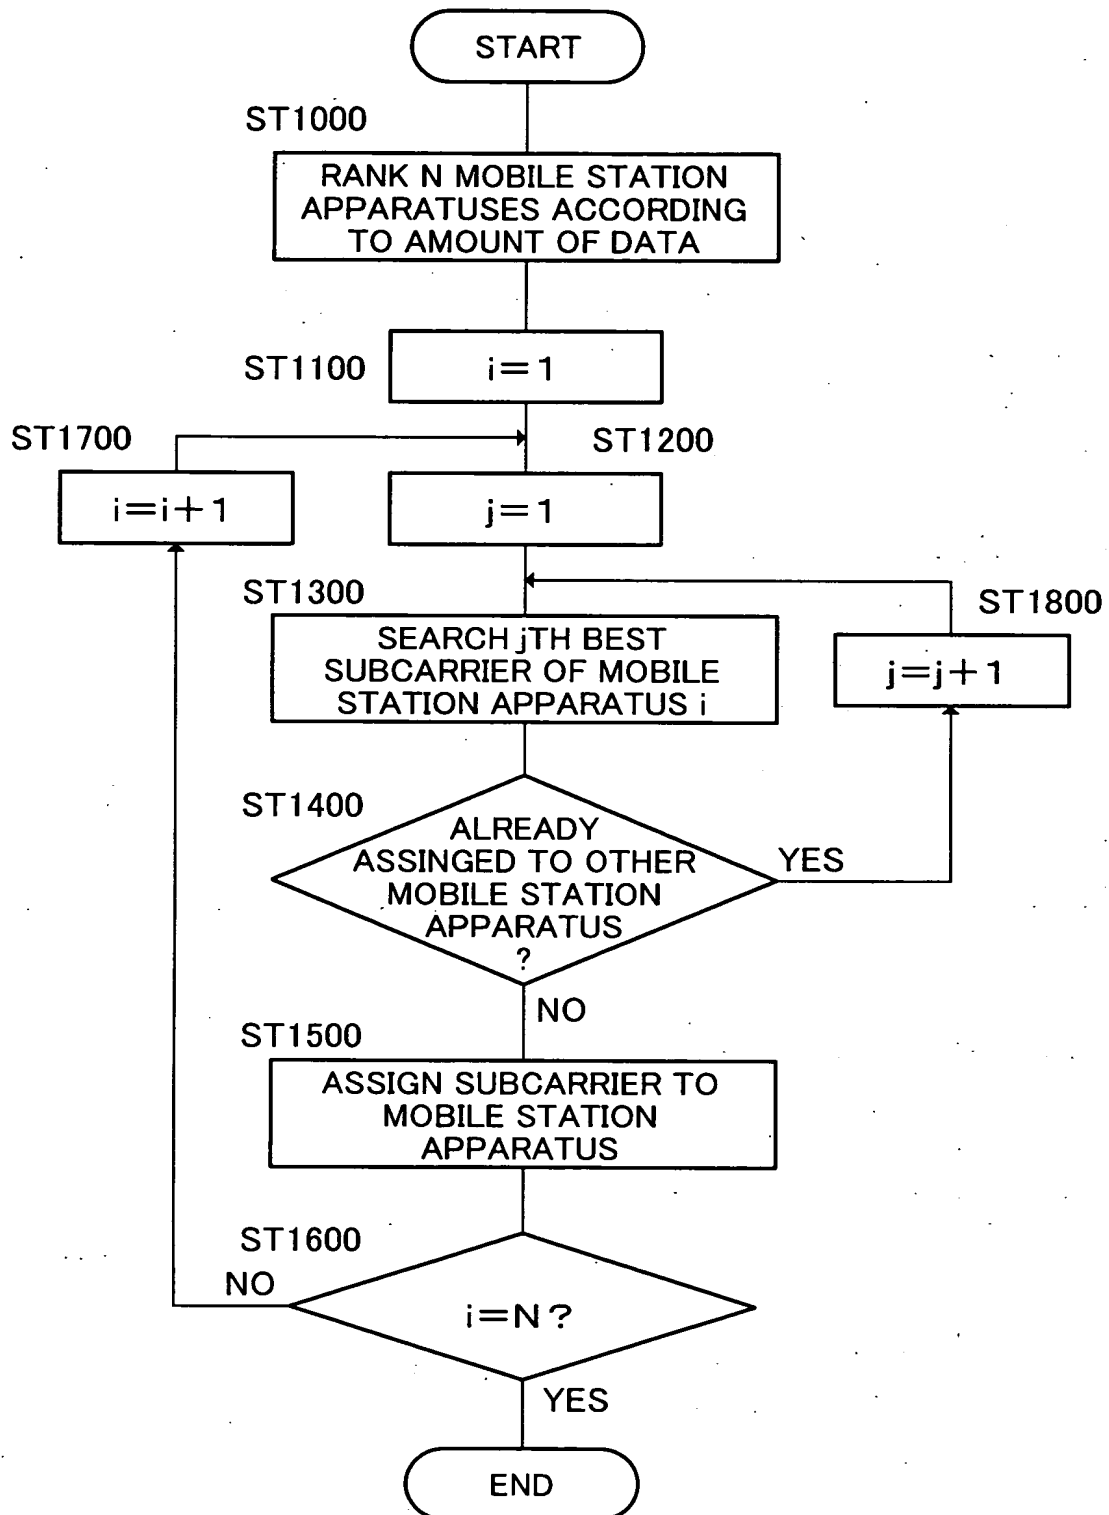 START
ST1000
RANK N MOBILE STATION
APPARATUSES ACCORDING
TO AMOUNT OF DATA
ST1100
i=1
ST1700
ST1200
i=i+1
j=1
ST1300
ST1800
SEARCH jTH BEST
SUBCARRIER OF MOBILE
STATION APPARATUS i
j=j+1
ST1400
ALREADY
ASSINGED TO OTHER
MOBILE STATION
APPARATUS
?
YES
NO
ST1500
ASSIGN SUBCARRIER TO
MOBILE STATION
APPARATUS
ST1600
NO
i=N?
YES
END